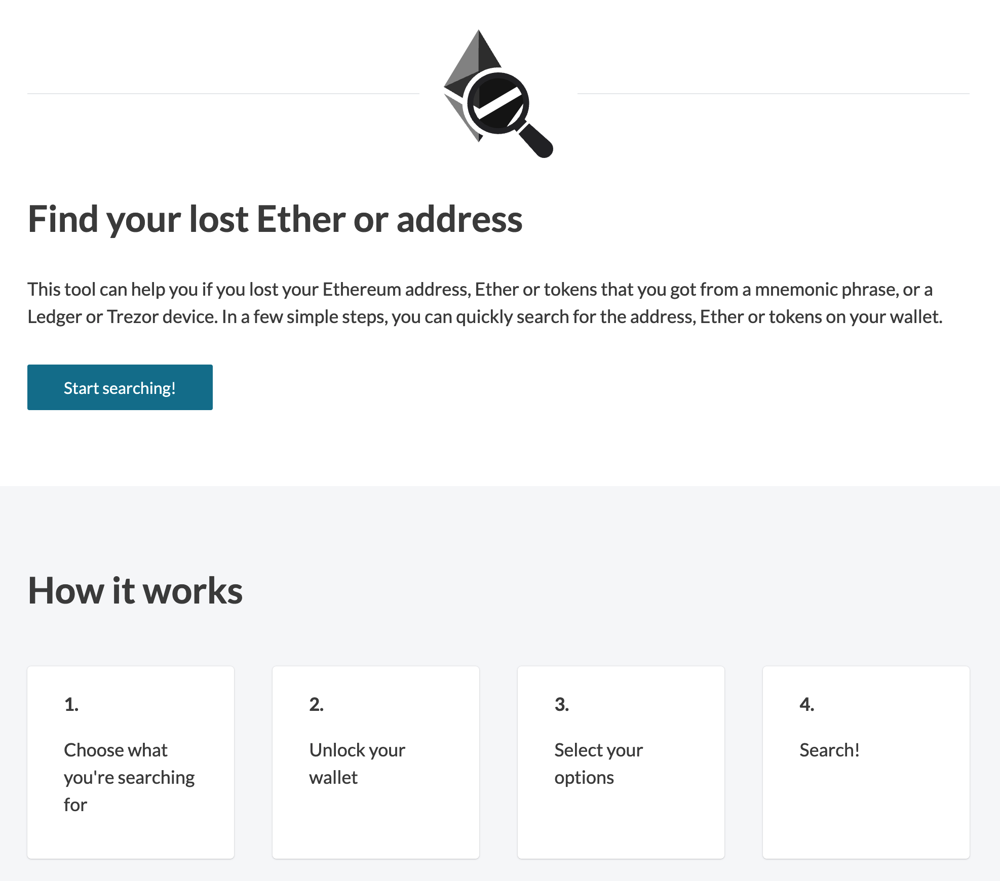 Find your lost Ether or address
This tool can help you if you lost your Ethereum address, Ether or tokens that you got from a mnemonic phrase, or a
Ledger or Trezor device. In a few simple steps, you can quickly search for the address, Ether or tokens on your wallet.
Start searching!
How it works
1.
Choose what
you're searching
for
2.
Unlock your
wallet
3.
Select your
options
4.
Search!